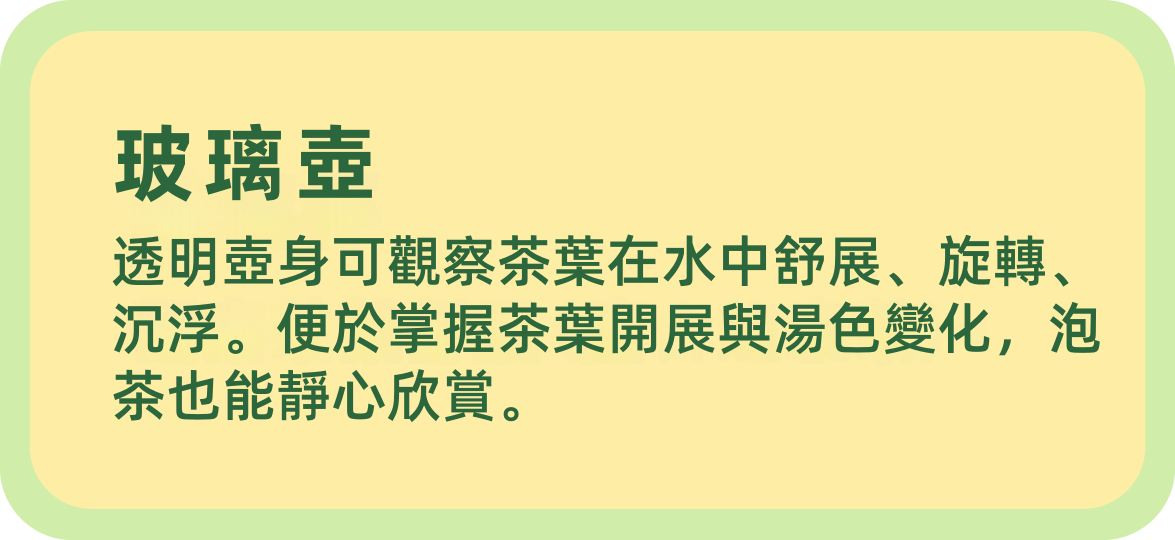 玻璃壺
透明壺身可觀察茶葉在水中舒展、旋轉、
沉浮。便於掌握茶葉開展與湯色變化，泡
茶也能靜心欣賞。